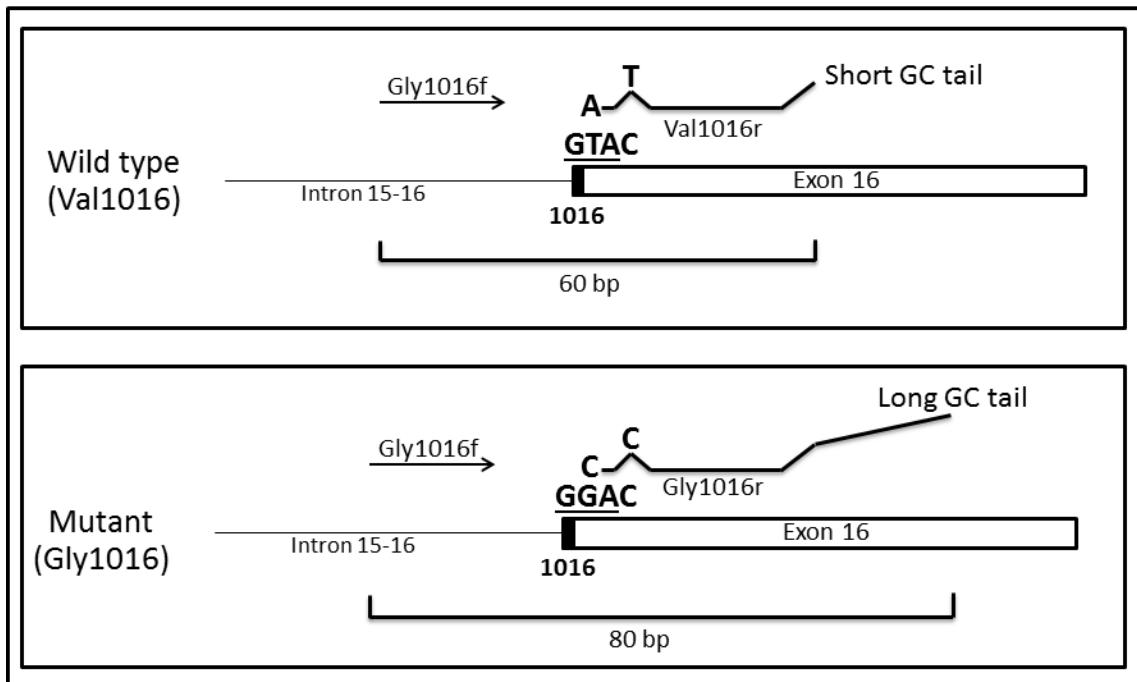 Gly1016f
T
Short GC tail
A
Val1016r
GTAC
Wild type
(Val1016)
Intron 15-16
Exon 16
1016
60 bp
Long GC tail
Gly1016f
C
C
Gly1016r
GGAC
Mutant
(Gly1016)
Intron 15-16
Exon 16
1016
80 bp